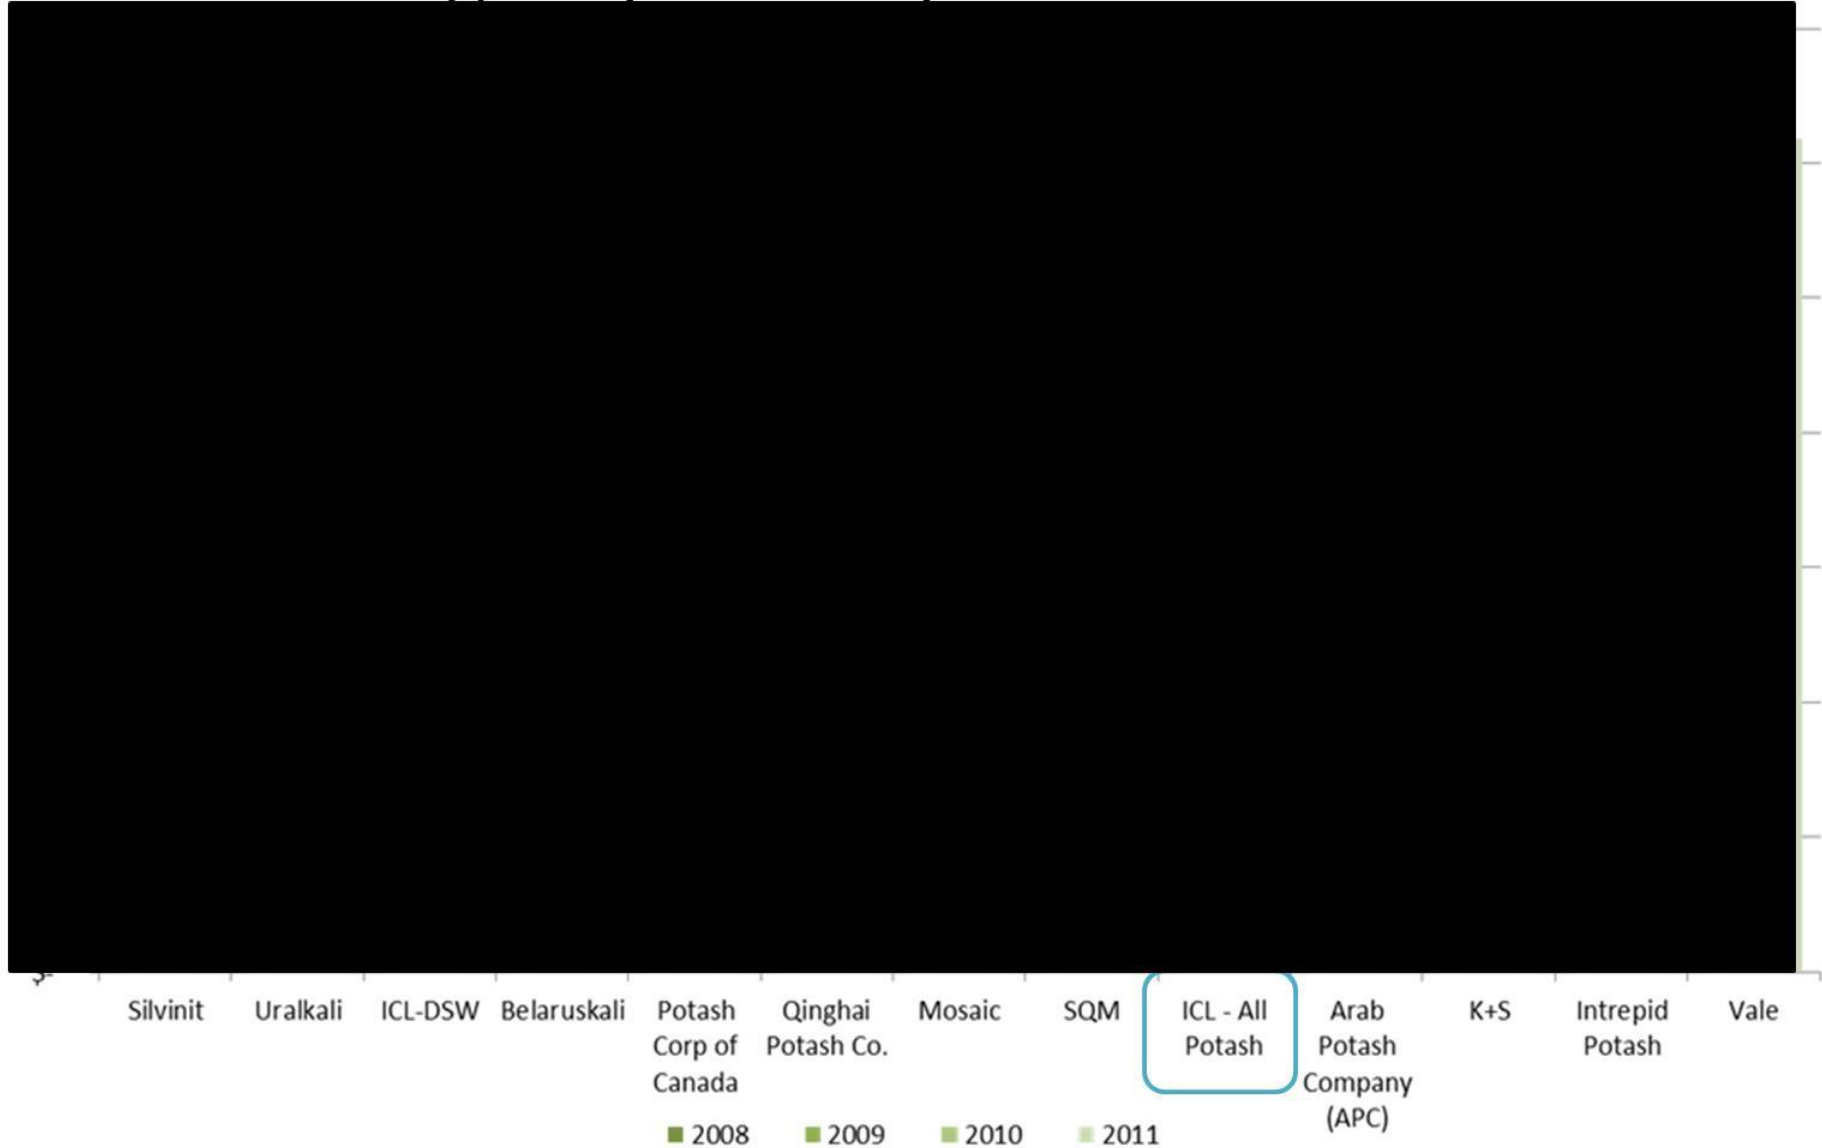 Silvinit Uralkali ICL-DSW Belaruskali Potash Qinghai Mosaic SQM ICL - All Arab K+S Intrepid Vale
Corp of Potash Co. Potash Potash Potash
Canada Company
(APC)
2008 2009 2010 2011